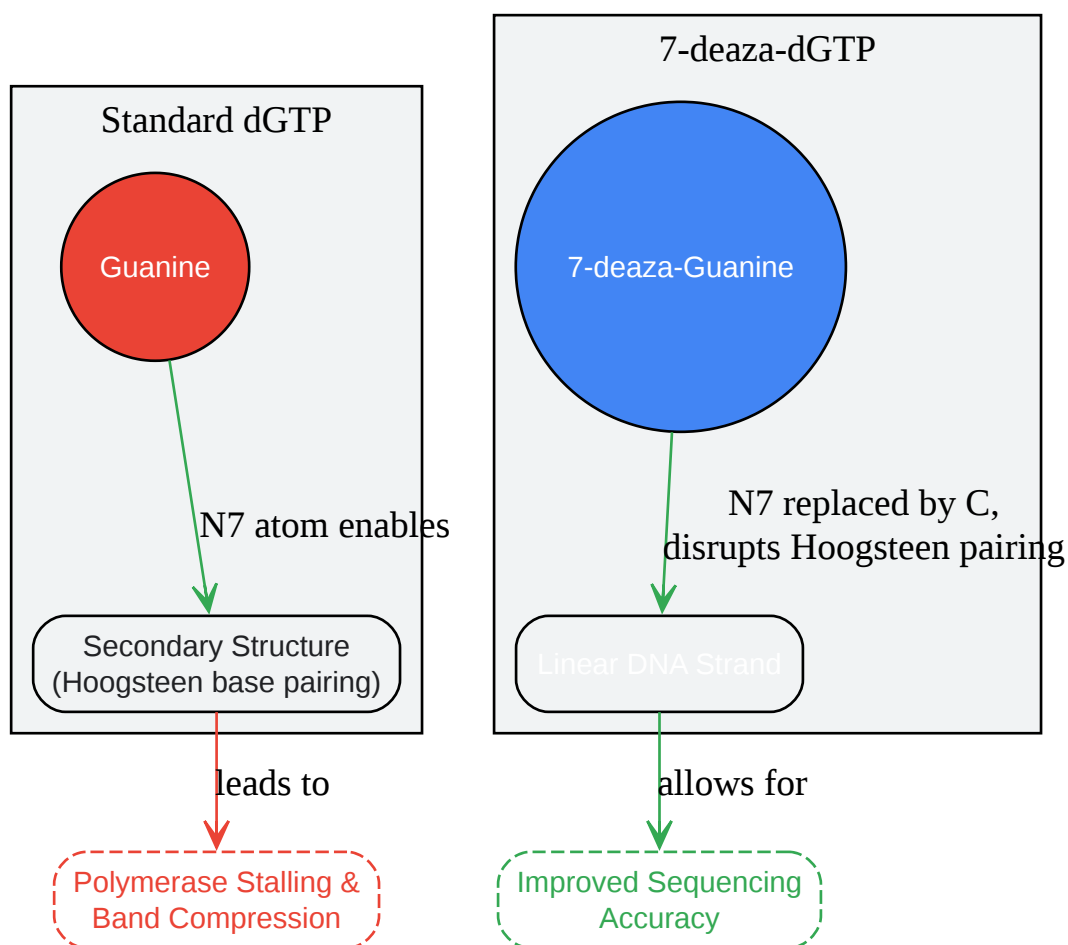 Standard dGTP
Guanine
N7 atom enables
Secondary Structure
(Hoogsteen base pairing)
leads to
Polymerase Stalling &
Band Compression
7-deaza-dGTP
7-deaza-Guanine
N7 replaced by C,
disrupts Hoogsteen pairing
Linear DNA Strand
allows for
Improved Sequencing
Accuracy